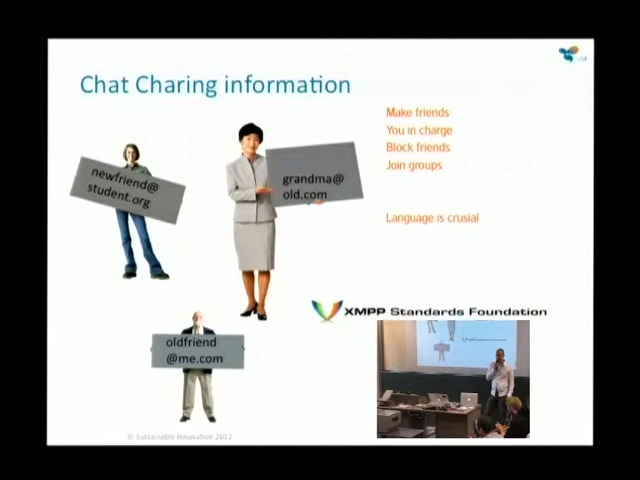 Chat Charing information
Make friends
You in charge
Block friends
Join groups
Language is crusial
newfriend@
student.org
grandma@
old.com
oldfriend
@me.com
XMPP Standards Foundation
© Sustainable Innovation 2012